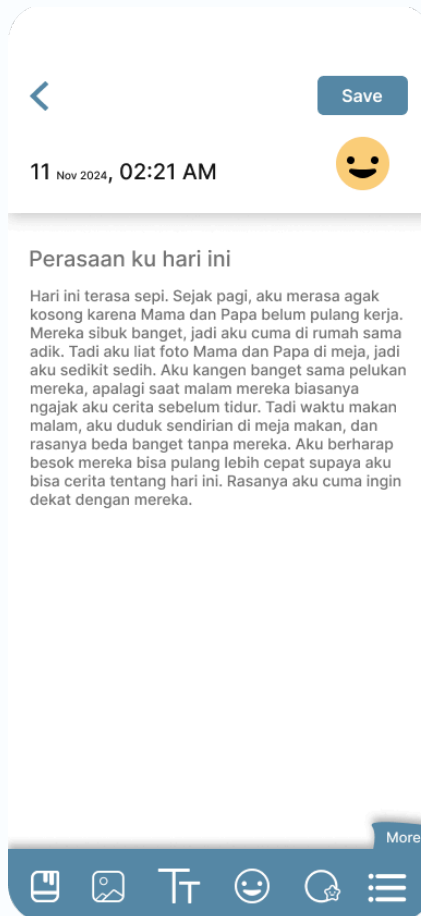 Save
11 Nov 2024, 02:21 AM
Perasaan ku hari ini
Hari ini terasa sepi. Sejak pagi, aku merasa agak
kosong karena Mama dan Papa belum pulang kerja.
Mereka sibuk banget, jadi aku cuma di rumah sama
adik. Tadi aku liat foto Mama dan Papa di meja, jadi
aku sedikit sedih. Aku kangen banget sama pelukan
mereka, apalagi saat malam mereka biasanya
ngajak aku cerita sebelum tidur. Tadi waktu makan
malam, aku duduk sendirian di meja makan, dan
rasanya beda banget tanpa mereka. Aku berharap
besok mereka bisa pulang lebih cepat supaya aku
bisa cerita tentang hari ini. Rasanya aku cuma ingin
dekat dengan mereka.
More
TT